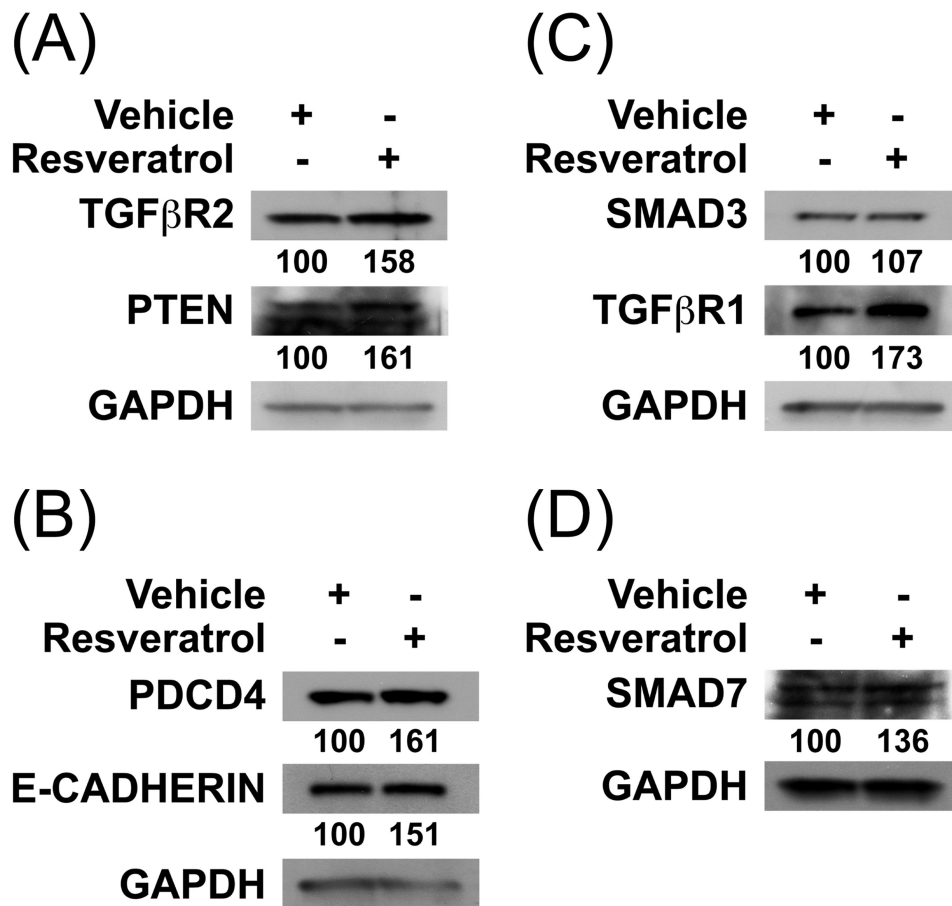 (A)
Vehicle + -
Resveratrol - +
TGFβR2
100 158
PTEN
100 161
GAPDH
(B)
Vehicle + -
Resveratrol - +
PDCD4
100 161
E-CADHERIN
100 151
GAPDH
(C)
Vehicle + -
Resveratrol - +
SMAD3
100 107
TGFβR1
100 173
GAPDH
(D)
Vehicle + -
Resveratrol - +
SMAD7
100 136
GAPDH